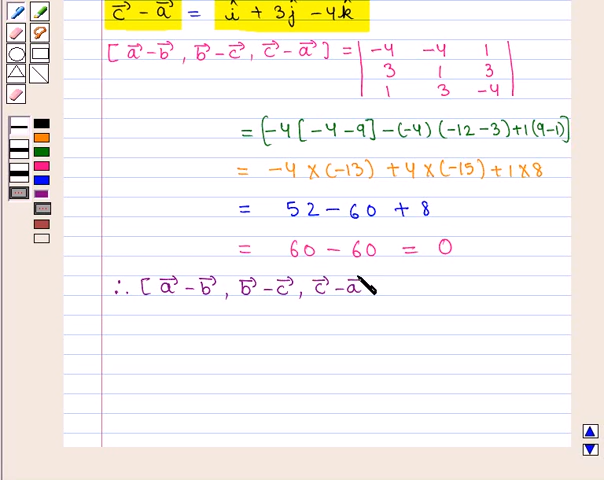 c⃗ - a⃗ = î + 3ĵ - 4k̂
[ a⃗ - b⃗, b⃗ - c⃗, c⃗ - a⃗ ] = | -4 -4 1 |
| 3 1 3 |
| 1 3 -4 |
= [-4[-4-9] - (-4)(-12-3) + 1(9-1)]
= -4 × (-13) + 4 × (-15) + 1 × 8
= 52 - 60 + 8
= 60 - 60 = 0
∴ [ a⃗ - b⃗, b⃗ - c⃗, c⃗ - a⃗